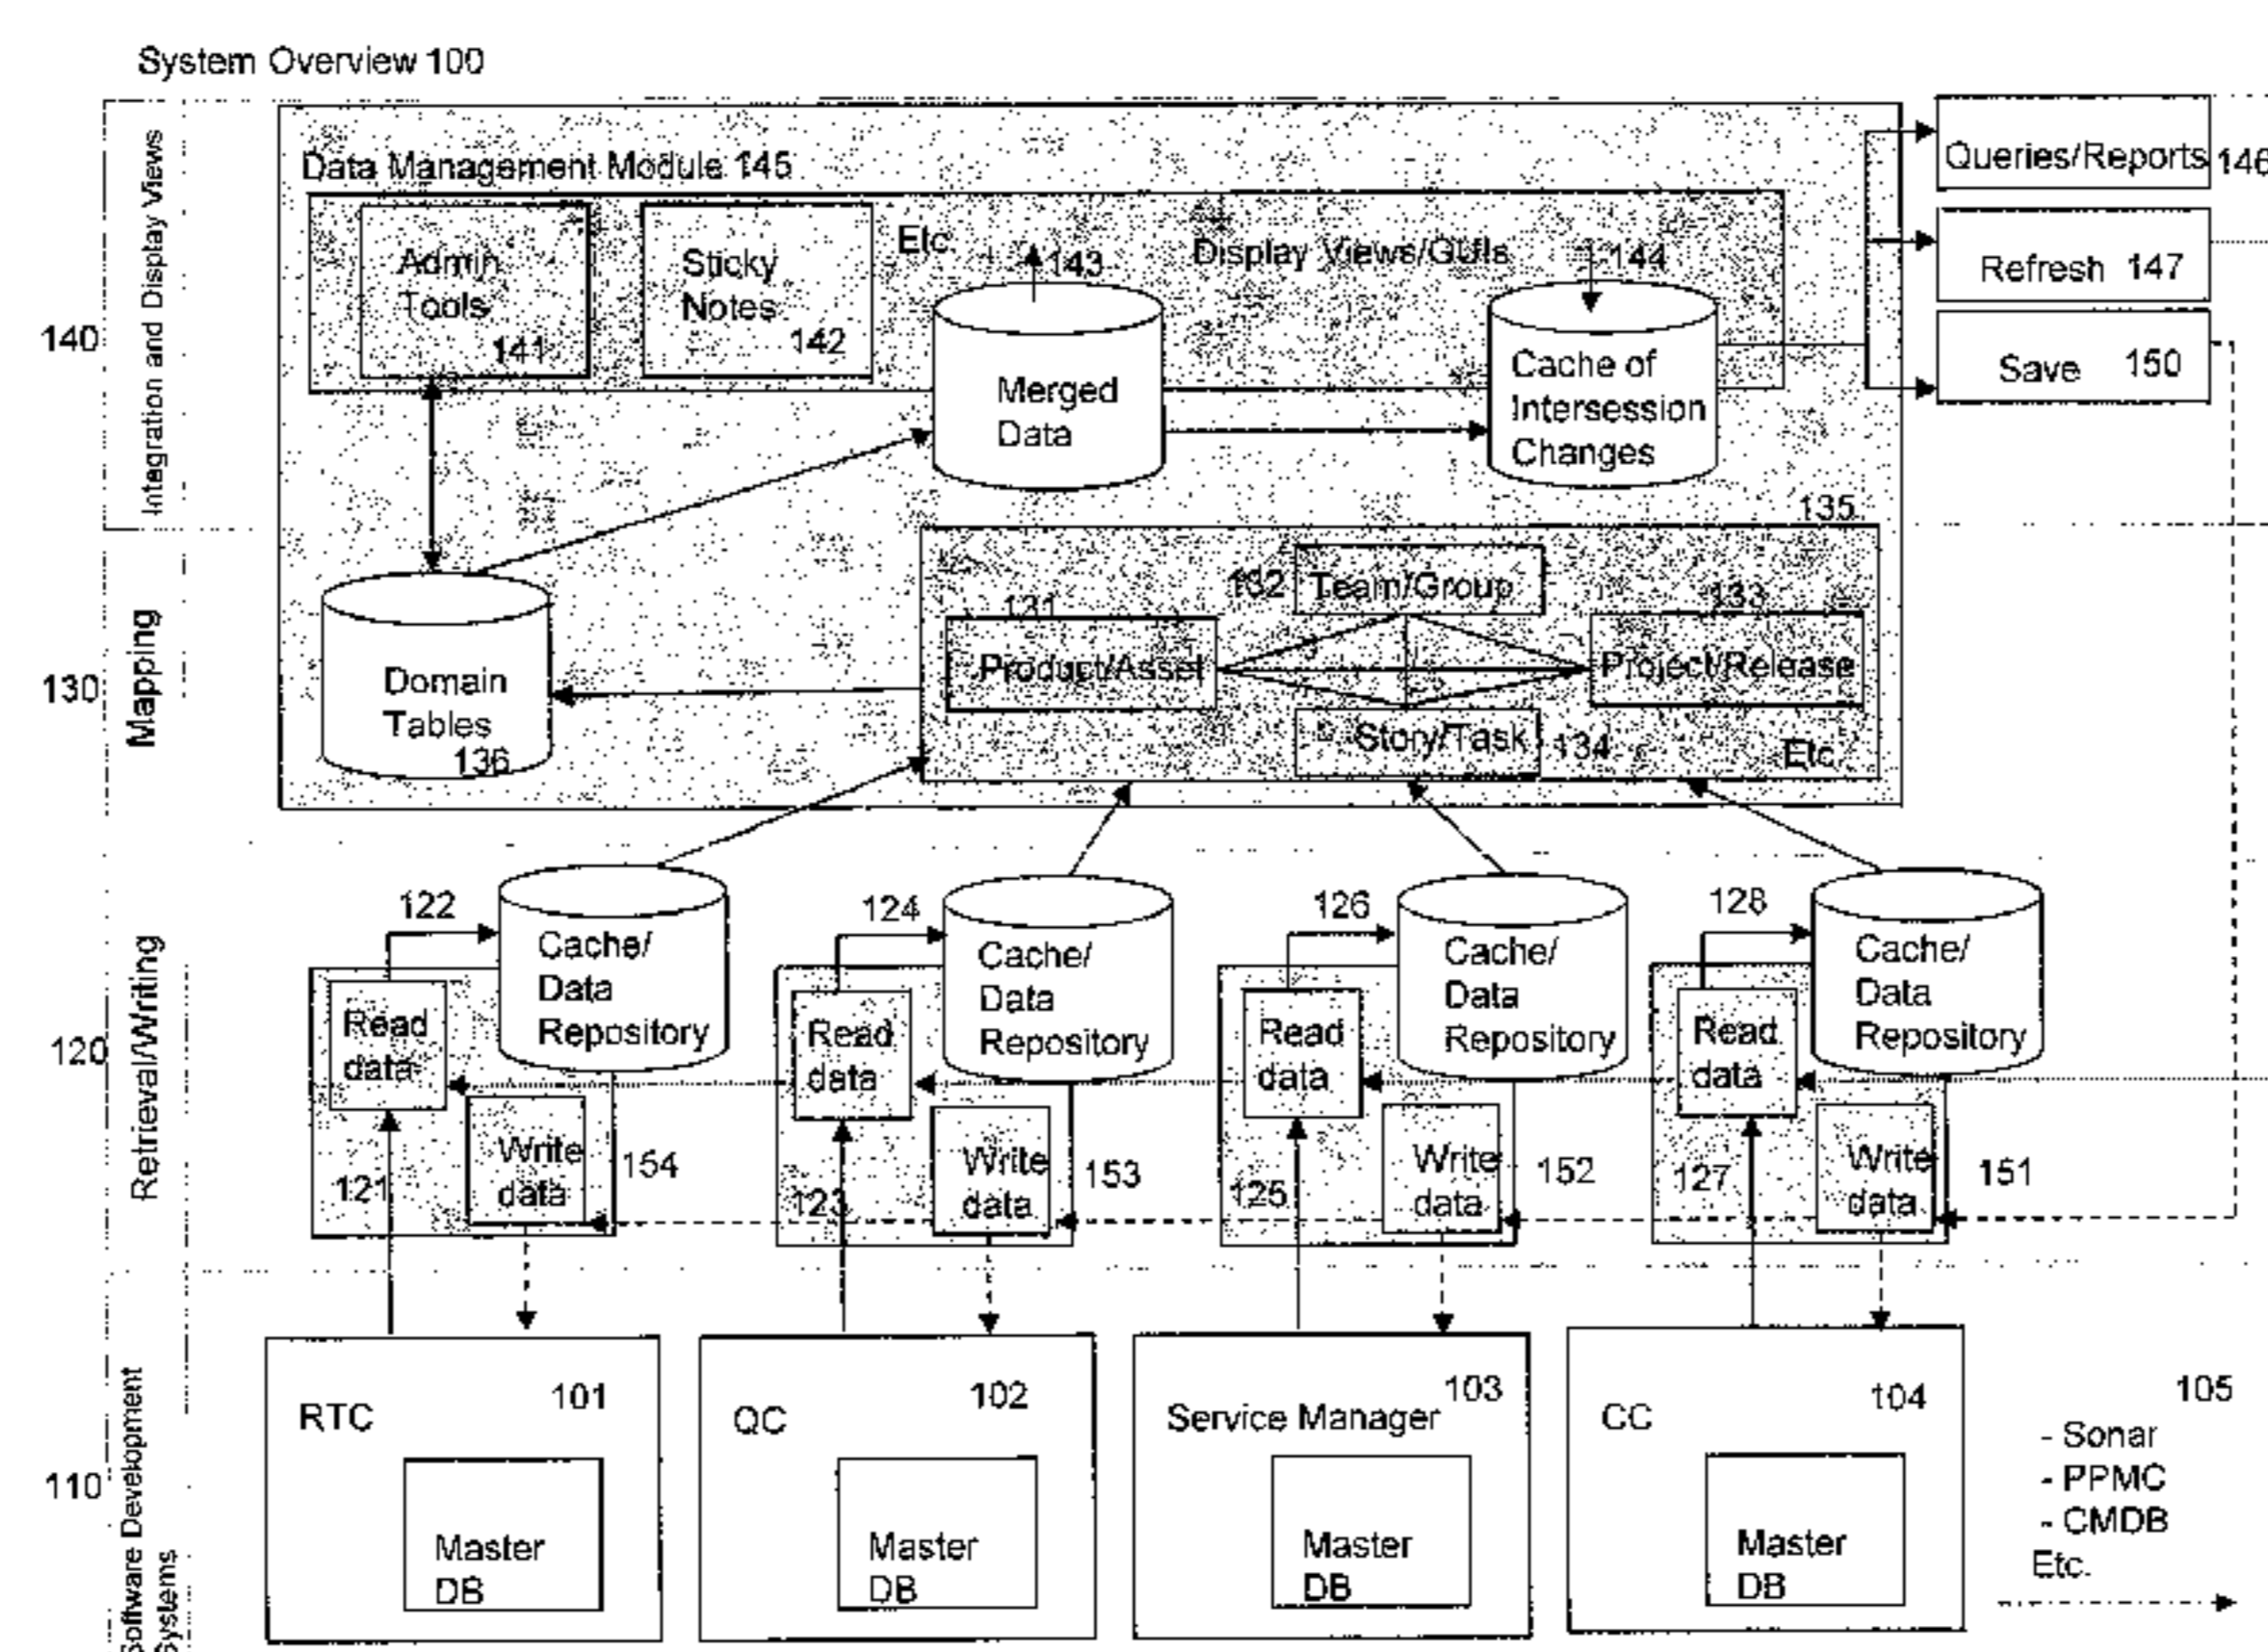 System Overview 100
Integration and Display Views
140
Data Management Module 145
Admin
Tools
141
Sticky
Notes
142
Etc.
143
Display Views/GUIs
144
Merged
Data
Cache of
Intersession
Changes
Queries/Reports 146
Refresh 147
Save 150
Mapping
130
Domain
Tables
136
135
132 Team/Group
131
Product/Asset
133
Project/Release
Story/Task 134
Etc
Retrieval/Writing
120
122
Cache/
Data
Repository
Read
data
Write
data
121
154
124
Cache/
Data
Repository
Read
data
Write
data
123
153
126
Cache/
Data
Repository
Read
data
Write
data
125
152
128
Cache/
Data
Repository
Read
data
Write
data
127
151
Software Development
Systems
110
RTC
101
Master
DB
QC
102
Master
DB
Service Manager
103
Master
DB
CC
104
Master
DB
105
- Sonar
- PPMC
- CMDB
Etc.